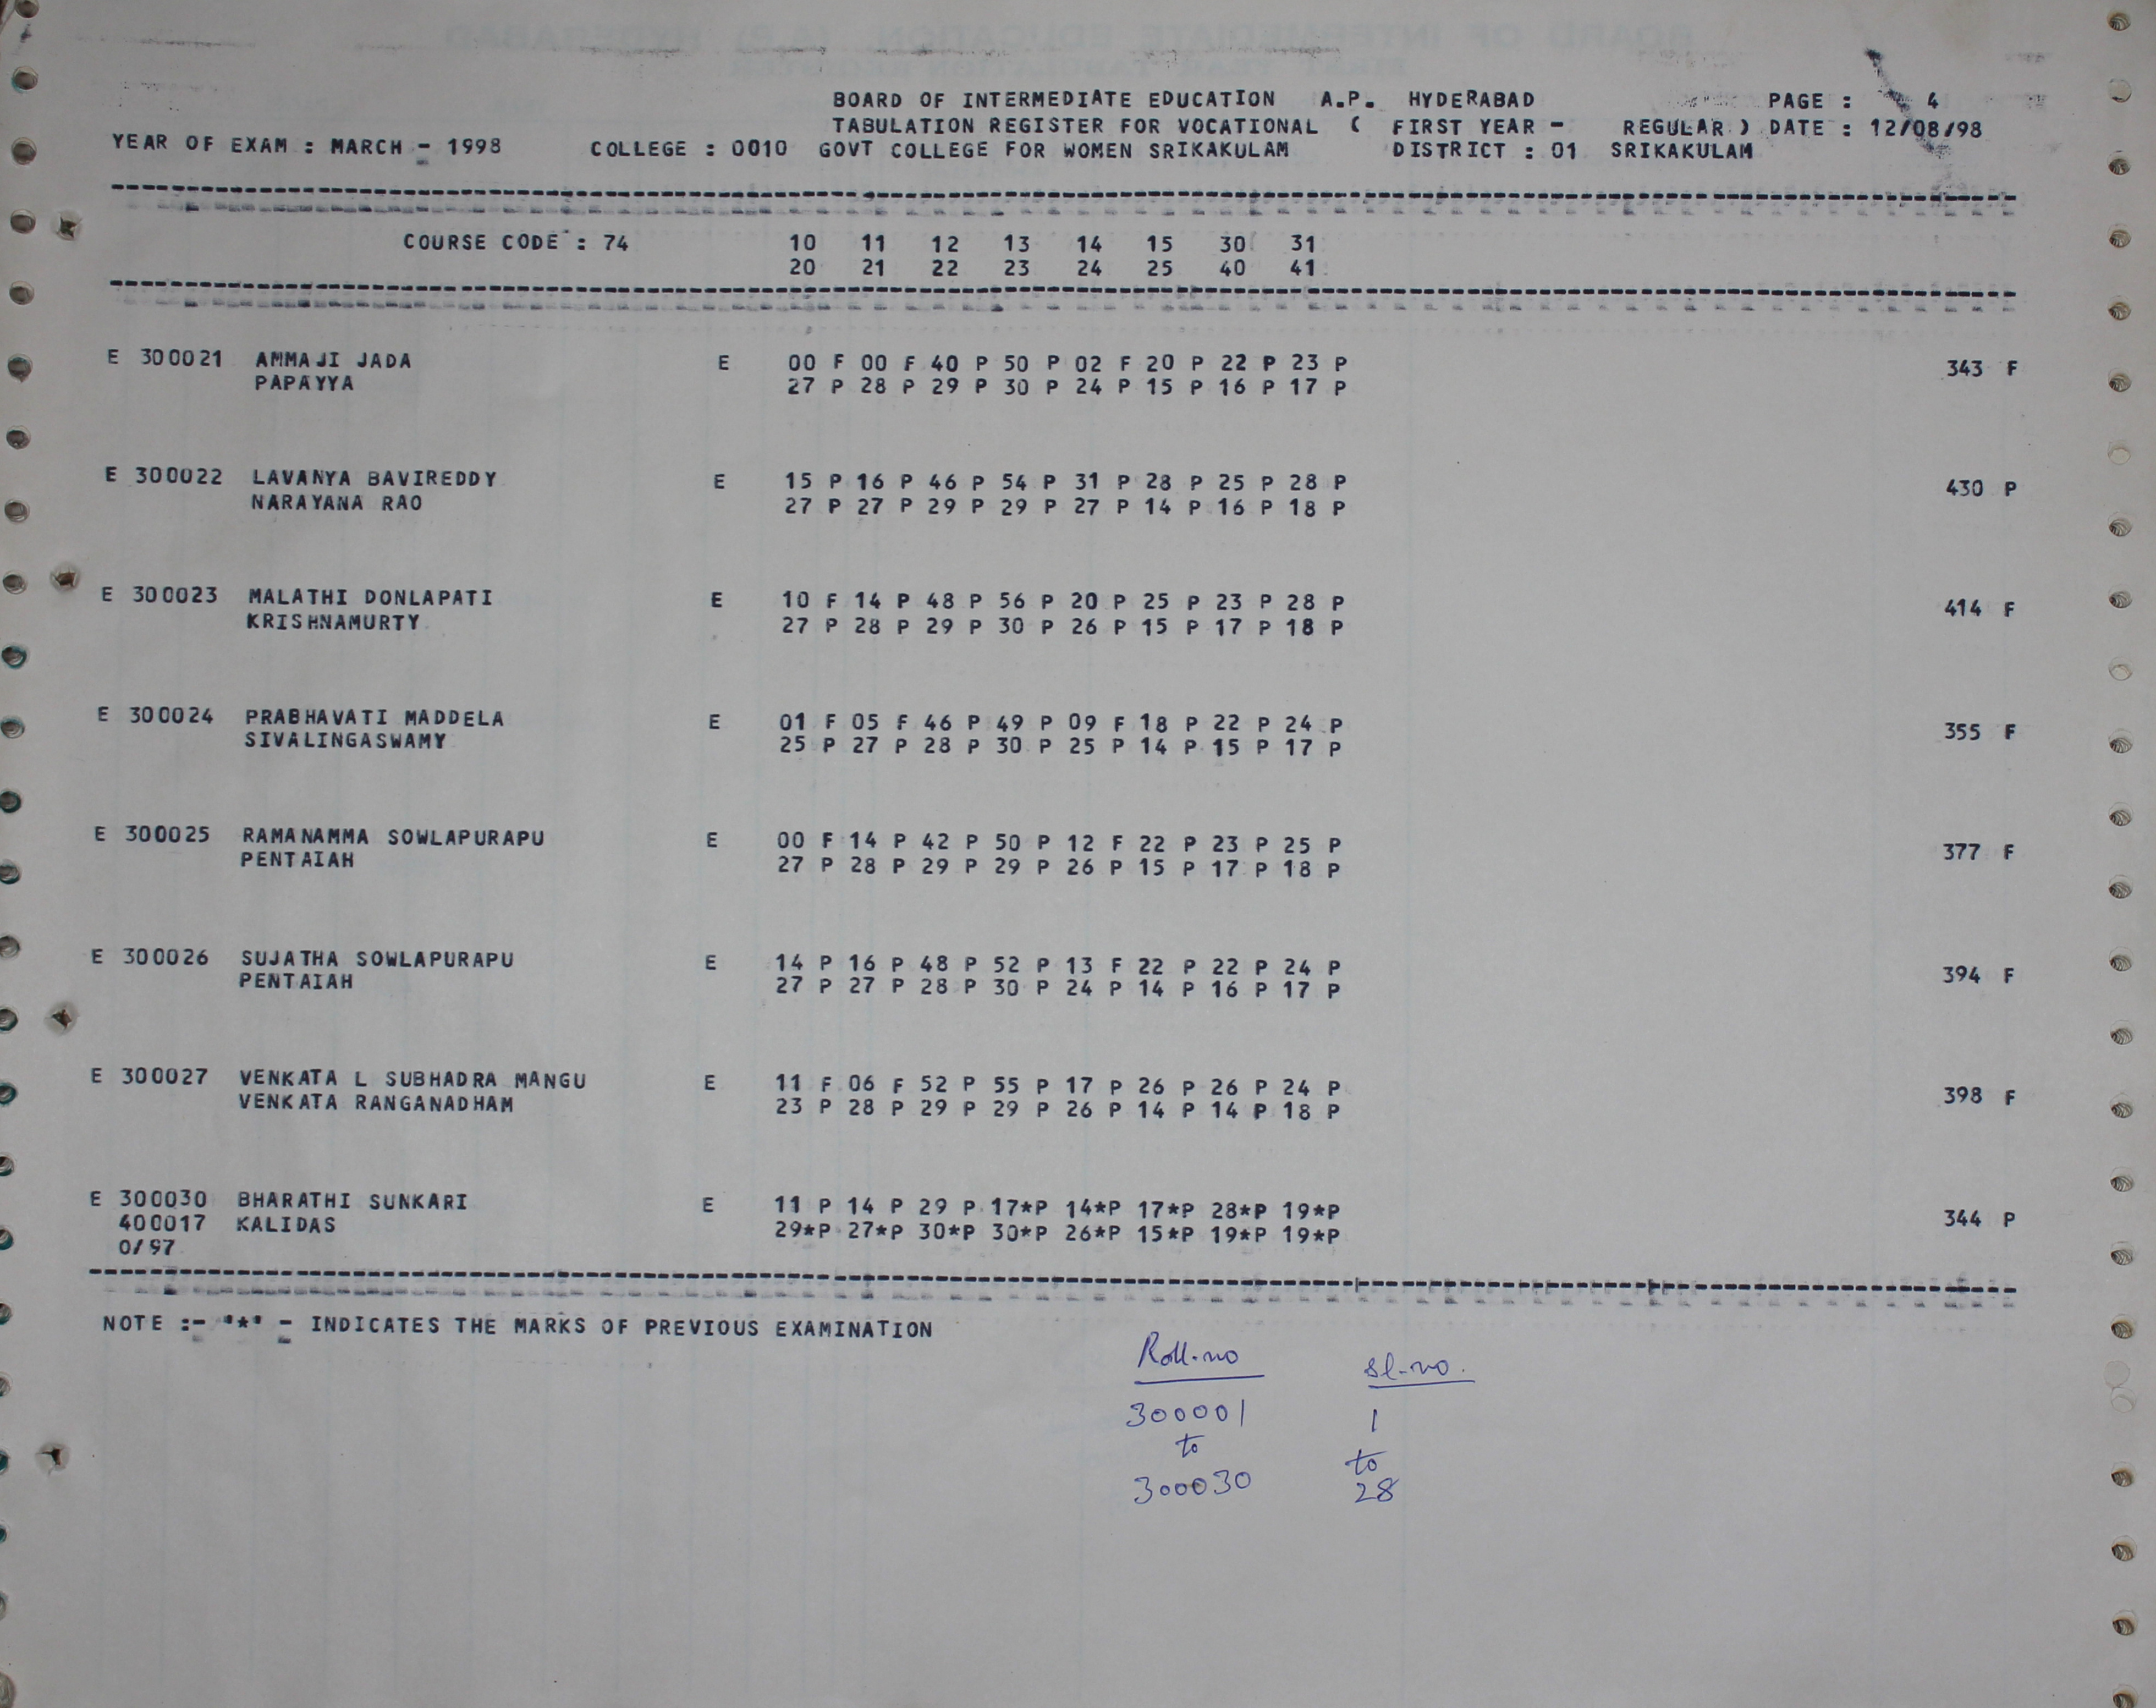 BOARD OF INTERMEDIATE EDUCATION A.P. HYDERABAD PAGE : 4
TABULATION REGISTER FOR VOCATIONAL ( FIRST YEAR - REGULAR ) DATE : 12/08/98
YEAR OF EXAM : MARCH - 1998 COLLEGE : 0010 GOVT COLLEGE FOR WOMEN SRIKAKULAM DISTRICT : 01 SRIKAKULAM
COURSE CODE : 74 10 11 12 13 14 15 30 31
20 21 22 23 24 25 40 41
E 300021 AMMAJI JADA E 00 F 00 F 40 P 50 P 02 F 20 P 22 P 23 P 343 F
PAPAYYA 27 P 28 P 29 P 30 P 24 P 15 P 16 P 17 P
E 300022 LAVANYA BAVIREDDY E 15 P 16 P 46 P 54 P 31 P 28 P 25 P 28 P 430 P
NARAYANA RAO 27 P 27 P 29 P 29 P 27 P 14 P 16 P 18 P
E 300023 MALATHI DONLAPATI E 10 F 14 P 48 P 56 P 20 P 25 P 23 P 28 P 414 F
KRISHNAMURTY 27 P 28 P 29 P 30 P 26 P 15 P 17 P 18 P
E 300024 PRABHAVATI MADDELA E 01 F 05 F 46 P 49 P 09 F 18 P 22 P 24 P 355 F
SIVALINGASWAMY 25 P 27 P 28 P 30 P 25 P 14 P 15 P 17 P
E 300025 RAMANAMMA SOWLAPURAPU E 00 F 14 P 42 P 50 P 12 F 22 P 23 P 25 P 377 F
PENTAIAH 27 P 28 P 29 P 29 P 26 P 15 P 17 P 18 P
E 300026 SUJATHA SOWLAPURAPU E 14 P 16 P 48 P 52 P 13 F 22 P 22 P 24 P 394 F
PENTAIAH 27 P 27 P 28 P 30 P 24 P 14 P 16 P 17 P
E 300027 VENKATA L SUBHADRA MANGU E 11 F 06 F 52 P 55 P 17 P 26 P 26 P 24 P 398 F
VENKATA RANGANADHAM 23 P 28 P 29 P 29 P 26 P 14 P 14 P 18 P
E 300030 BHARATHI SUNKARI E 11 P 14 P 29 P 17*P 14*P 17*P 28*P 19*P 344 P
400017 KALIDAS 29*P 27*P 30*P 30*P 26*P 15*P 19*P 19*P
0/97
NOTE :- "*" - INDICATES THE MARKS OF PREVIOUS EXAMINATION
Roll.no sl.no.
300001 1
to to
300030 28